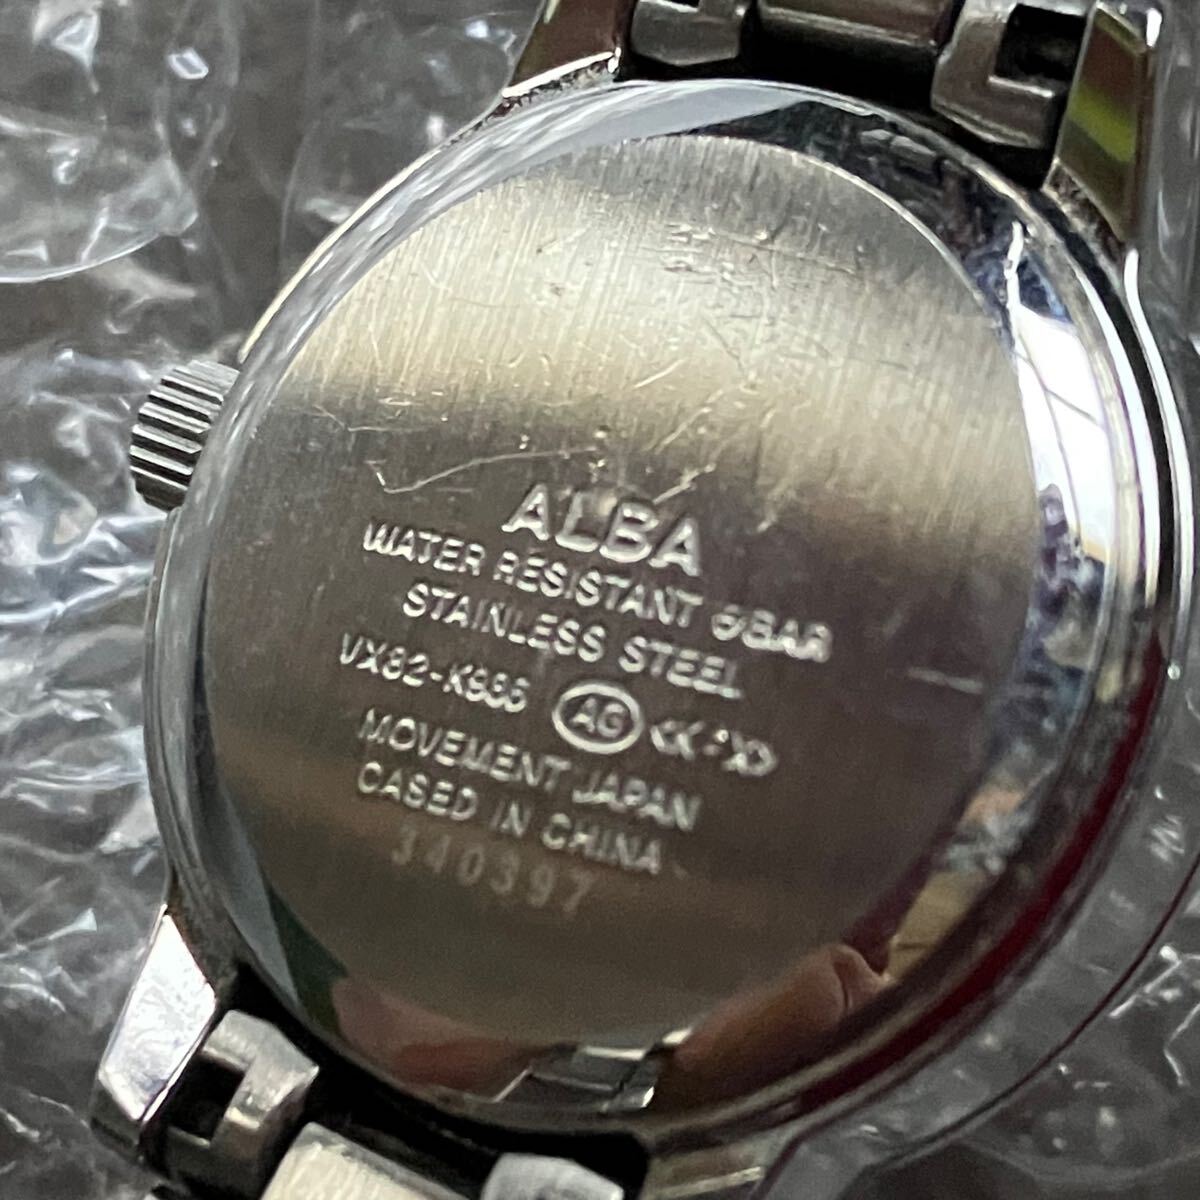 ALBA
WATER RESISTANT 5BAR
STAINLESS STEEL
VX82-K986 AG
MOVEMENT JAPAN
CASED IN CHINA
340397